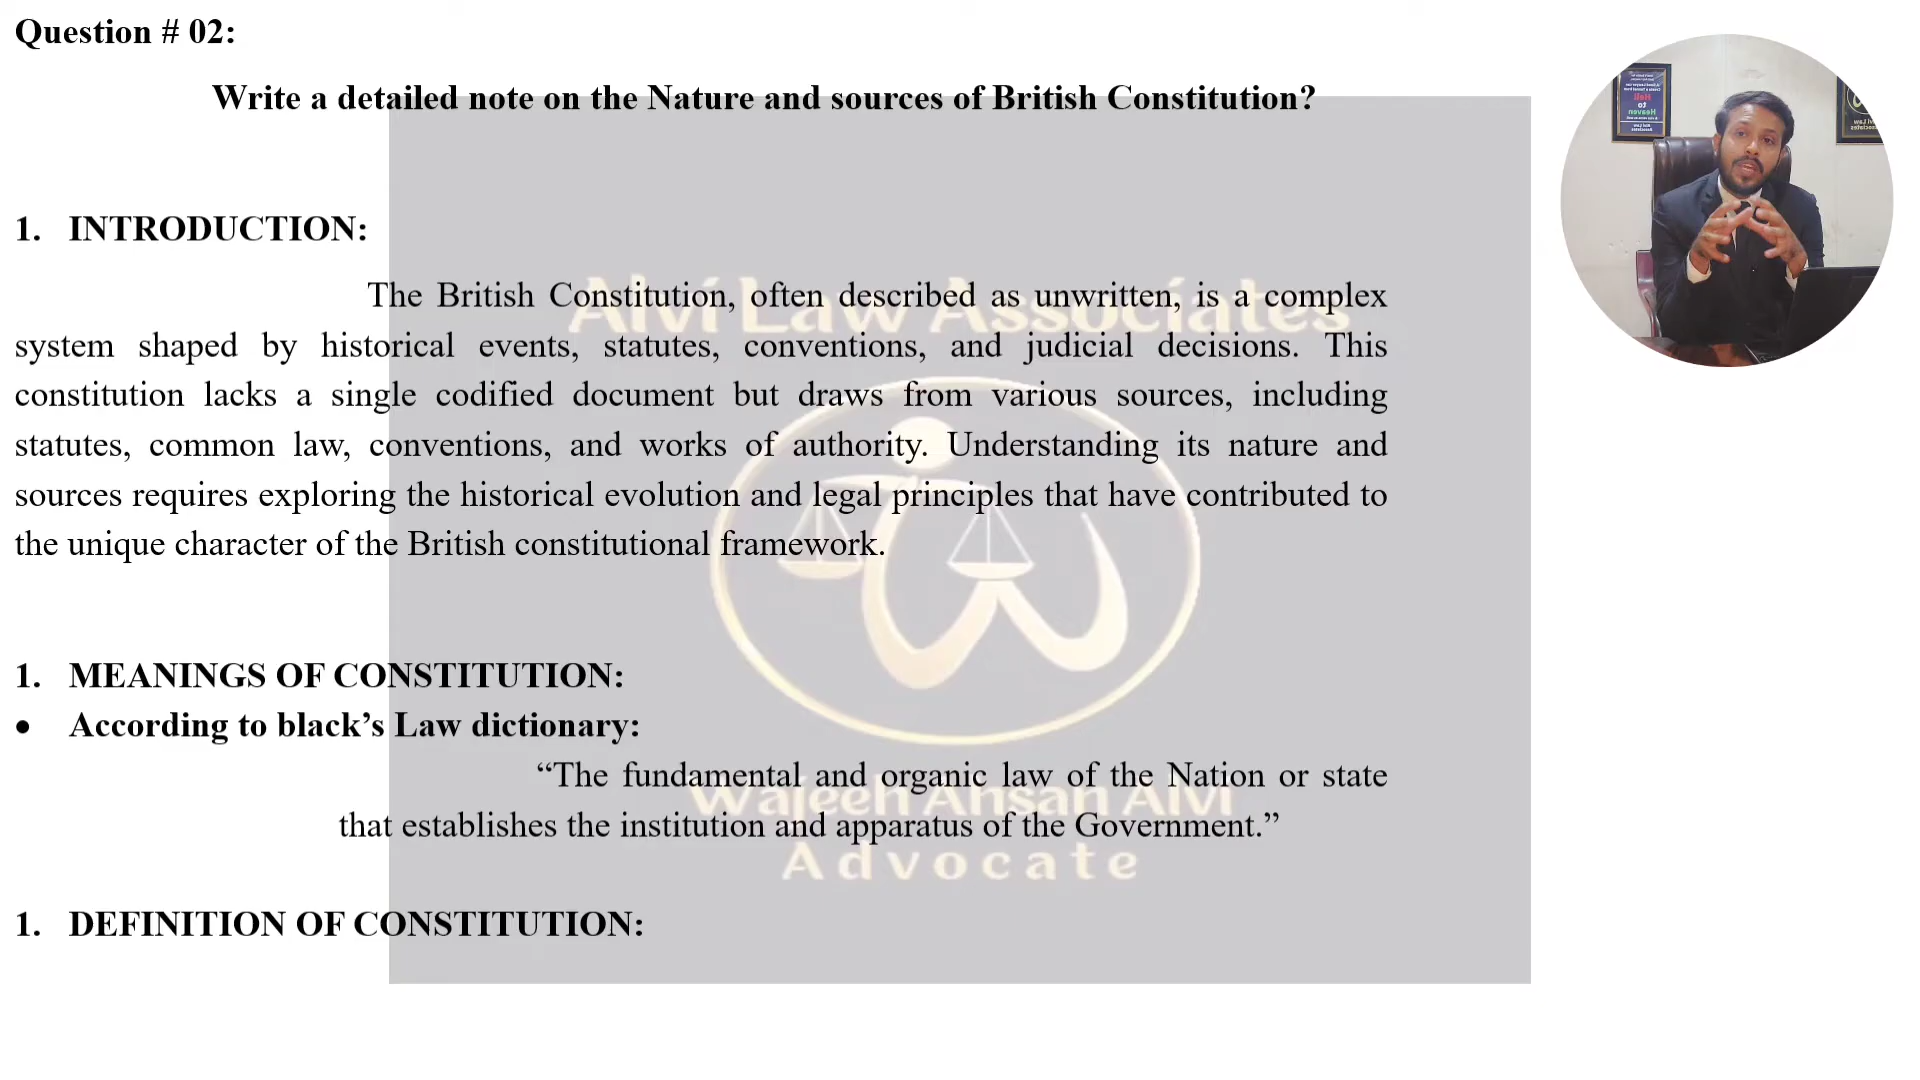 Question # 02:
Write a detailed note on the Nature and sources of British Constitution?
1. INTRODUCTION:
The British Constitution, often described as unwritten, is a complex
system shaped by historical events, statutes, conventions, and judicial decisions. This
constitution lacks a single codified document but draws from various sources, including
statutes, common law, conventions, and works of authority. Understanding its nature and
sources requires exploring the historical evolution and legal principles that have contributed to
the unique character of the British constitutional framework.
1. MEANINGS OF CONSTITUTION:
• According to black’s Law dictionary:
“The fundamental and organic law of the Nation or state
that establishes the institution and apparatus of the Government.”
1. DEFINITION OF CONSTITUTION:
Alvi Law Associates
Wajeeh Ahsan Alvi
Advocate
Hell
to
Heaven